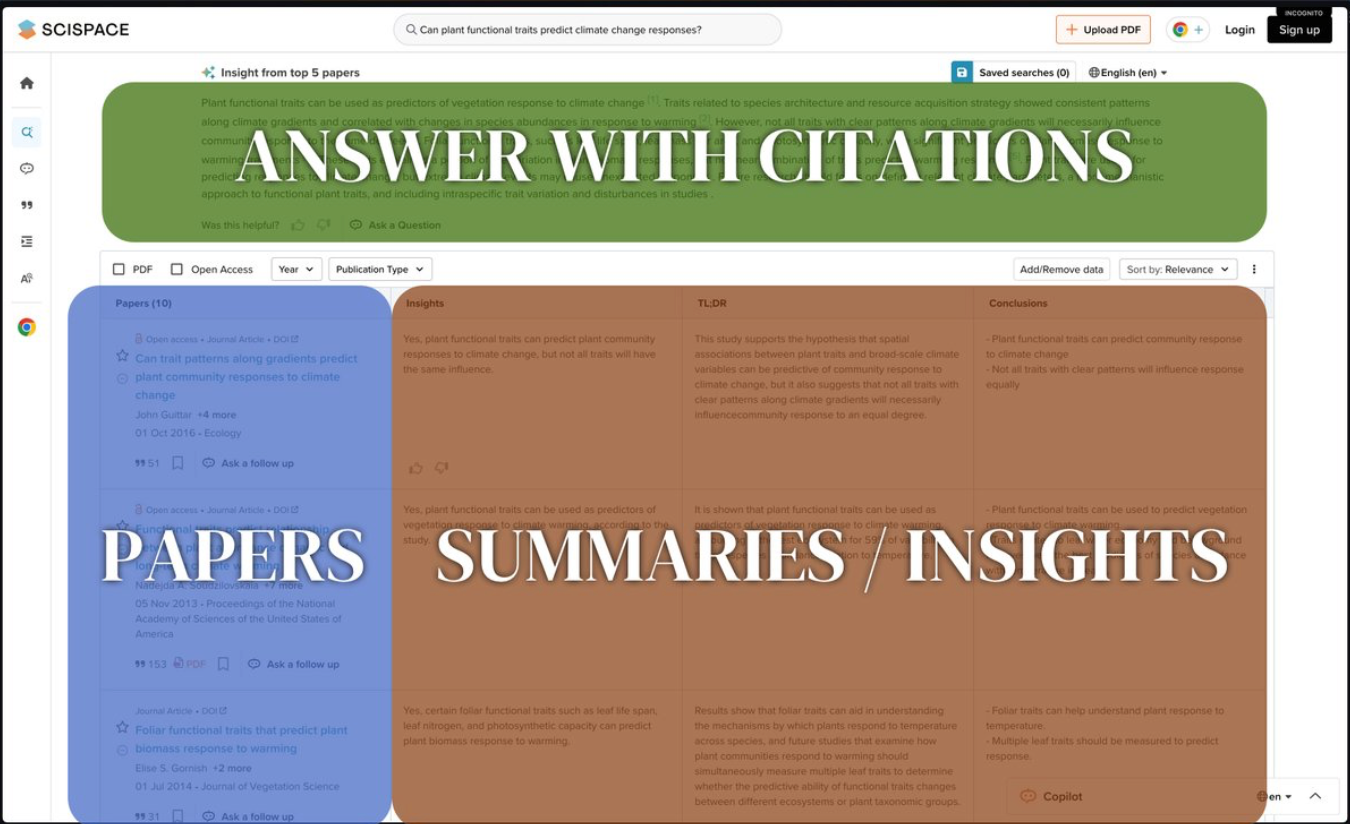 SCISPACE
Can plant functional traits predict climate change responses?
Upload PDF
Login
INCOGNITO
Sign up
Insight from top 5 papers
Saved searches (0)
English (en)
Plant functional traits can be used as predictors of vegetation response to climate change [1]. Traits related to species architecture and resource acquisition strategy showed consistent patterns
along climate gradients and correlated with changes in species abundances in response to warming [2]. However, not all traits with clear patterns along climate gradients will necessarily influence
approach to functional plant traits, and including intraspecific trait variation and disturbances in studies .
ANSWER WITH CITATIONS
Was this helpful?
Ask a Question
PDF
Open Access
Year
Publication Type
Add/Remove data
Sort by: Relevance
Papers (10)
Insights
TL;DR
Conclusions
Open access • Journal Article • DOI
Can trait patterns along gradients predict
plant community responses to climate
change
John Guittar +4 more
01 Oct 2016 - Ecology
51
Ask a follow up
Yes, plant functional traits can predict plant community
responses to climate change, but not all traits will have
the same influence.
This study supports the hypothesis that spatial
associations between plant traits and broad-scale climate
variables can be predictive of community response to
climate change, but it also suggests that not all traits with
clear patterns along climate gradients will necessarily
influencecommunity response to an equal degree.
- Plant functional traits can predict community response
to climate change
- Not all traits with clear patterns will influence response
equally
Open access • Journal Article • DOI
Functional traits predict relationship
PAPERS
Nadejda A. Soudzilovskaia +7 more
05 Nov 2013 - Proceedings of the National
Academy of Sciences of the United States of
America
153
PDF
Ask a follow up
Yes, plant functional traits can be used as predictors of
vegetation response to climate warming, according to the
study.
It is shown that plant functional traits can be used as
predictors of vegetation response to climate warming,
- Plant functional traits can be used to predict vegetation
response to climate warming
SUMMARIES / INSIGHTS
Journal Article • DOI
Foliar functional traits that predict plant
biomass response to warming
Elise S. Gornish +2 more
01 Jul 2014 - Journal of Vegetation Science
31
Ask a follow up
Yes, certain foliar functional traits such as leaf life span,
leaf nitrogen, and photosynthetic capacity can predict
plant biomass response to warming.
Results show that foliar traits can aid in understanding
the mechanisms by which plants respond to temperature
across species, and future studies that examine how
plant communities respond to warming should
simultaneously measure multiple leaf traits to determine
whether the predictive ability of functional traits changes
between different ecosystems or plant taxonomic groups.
- Foliar traits can help understand plant response to
temperature.
- Multiple leaf traits should be measured to predict
response.
Copilot
en